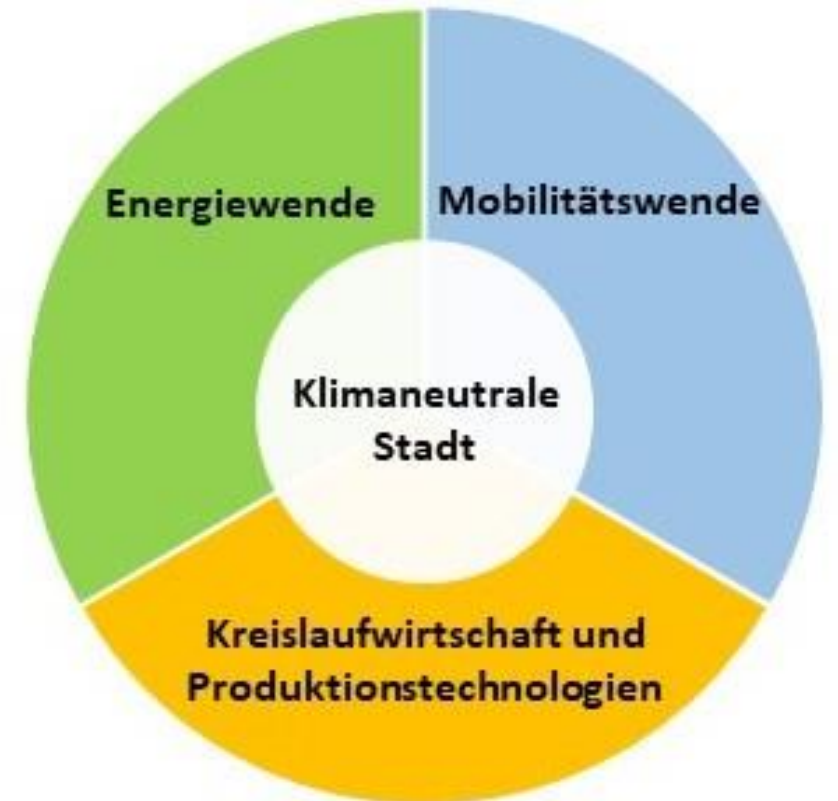 Energiewende
Mobilitätswende
Klimaneutrale
Stadt
Kreislaufwirtschaft und
Produktionstechnologien